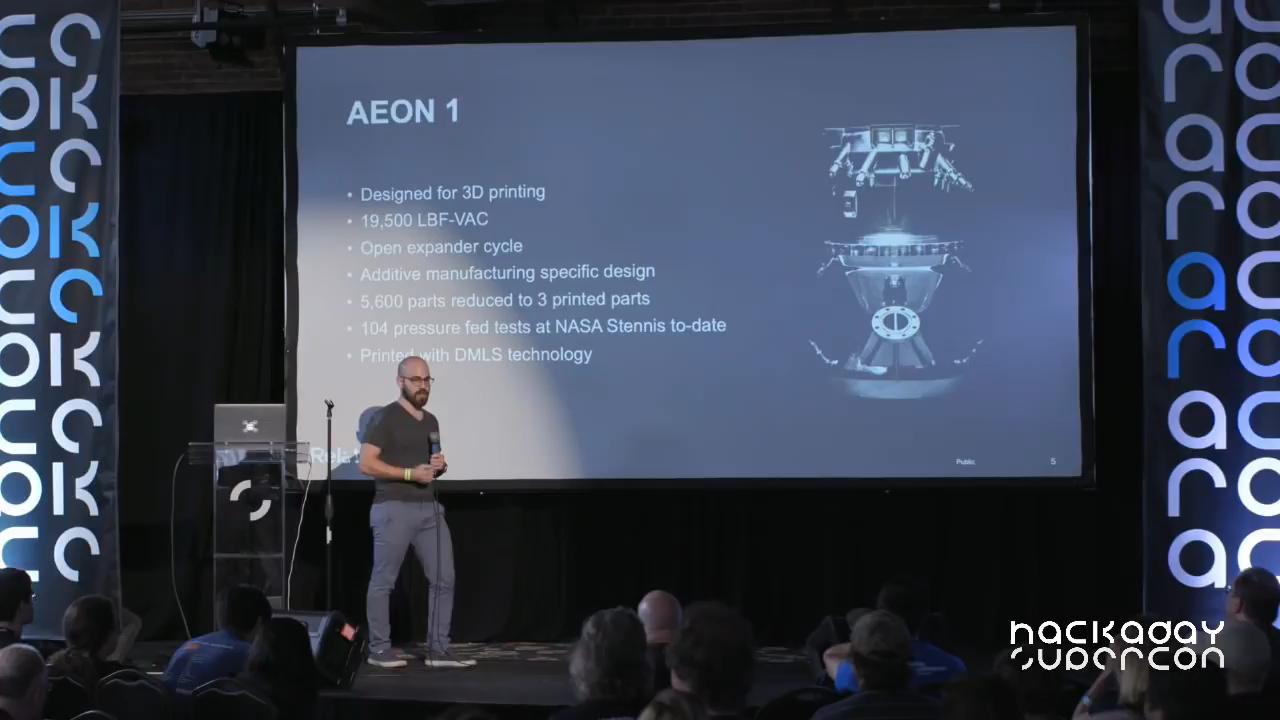 AEON 1
• Designed for 3D printing
• 19,500 LBF-VAC
• Open expander cycle
• Additive manufacturing specific design
• 5,600 parts reduced to 3 printed parts
• 104 pressure fed tests at NASA Stennis to-date
• Printed with DMLS technology
Public
5
hackaday
supercon